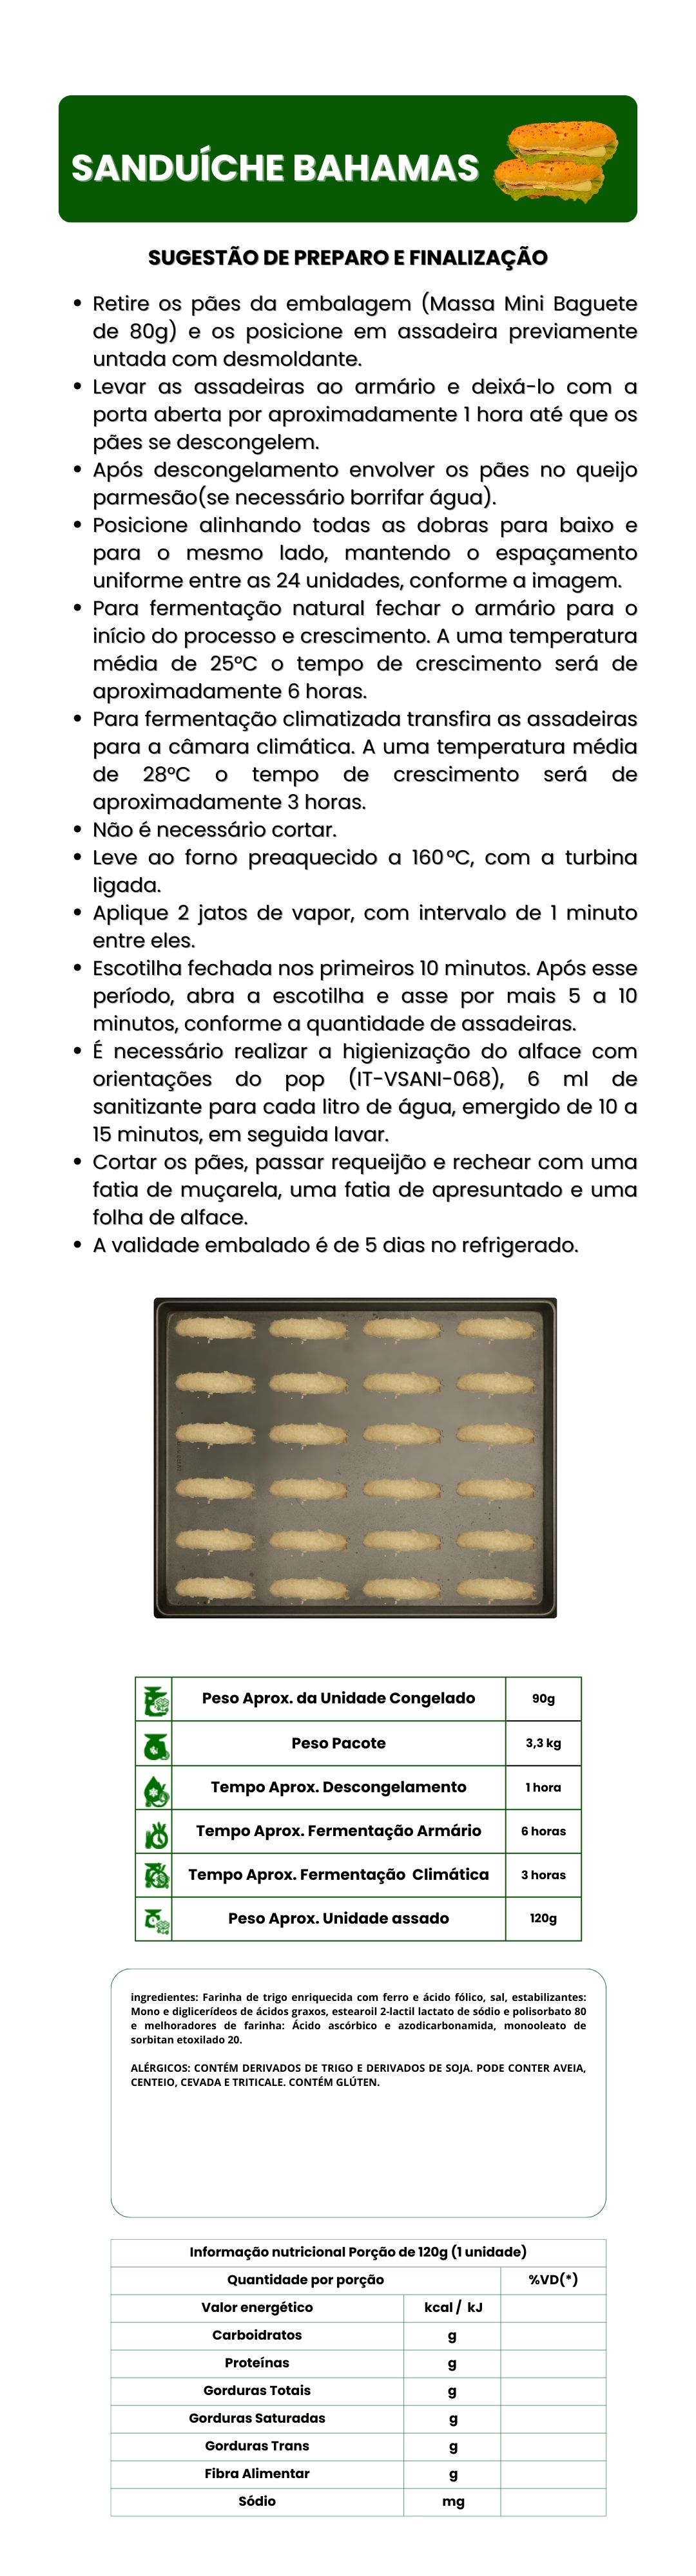 SANDUÍCHE BAHAMAS
SUGESTÃO DE PREPARO E FINALIZAÇÃO
• Retire os pães da embalagem (Massa Mini Baguete
de 80g) e os posicione em assadeira previamente
untada com desmoldante.
• Levar as assadeiras ao armário e deixá-lo com a
porta aberta por aproximadamente 1 hora até que os
pães se descongelem.
• Após descongelamento envolver os pães no queijo
parmesão(se necessário borrifar água).
• Posicione alinhando todas as dobras para baixo e
para o mesmo lado, mantendo o espaçamento
uniforme entre as 24 unidades, conforme a imagem.
• Para fermentação natural fechar o armário para o
início do processo e crescimento. A uma temperatura
média de 25ºC o tempo de crescimento será de
aproximadamente 6 horas.
• Para fermentação climatizada transfira as assadeiras
para a câmara climática. A uma temperatura média
de 28ºC o tempo de crescimento será de
aproximadamente 3 horas.
• Não é necessário cortar.
• Leve ao forno preaquecido a 160ºC, com a turbina
ligada.
• Aplique 2 jatos de vapor, com intervalo de 1 minuto
entre eles.
• Escotilha fechada nos primeiros 10 minutos. Após esse
período, abra a escotilha e asse por mais 5 a 10
minutos, conforme a quantidade de assadeiras.
• É necessário realizar a higienização do alface com
orientações do pop (IT-VSANI-068), 6 ml de
sanitizante para cada litro de água, emergido de 10 a
15 minutos, em seguida lavar.
• Cortar os pães, passar requeijão e rechear com uma
fatia de muçarela, uma fatia de apresuntado e uma
folha de alface.
• A validade embalado é de 5 dias no refrigerado.
Peso Aprox. da Unidade Congelado 90g
Peso Pacote 3,3 kg
Tempo Aprox. Descongelamento 1 hora
Tempo Aprox. Fermentação Armário 6 horas
Tempo Aprox. Fermentação Climática 3 horas
Peso Aprox. Unidade assado 120g
ingredientes: Farinha de trigo enriquecida com ferro e ácido fólico, sal, estabilizantes:
Mono e diglicerídeos de ácidos graxos, estearoil 2-lactil lactato de sódio e polisorbato 80
e melhoradores de farinha: Ácido ascórbico e azodicarbonamida, monooleato de
sorbitan etoxilado 20.
ALÉRGICOS: CONTÉM DERIVADOS DE TRIGO E DERIVADOS DE SOJA. PODE CONTER AVEIA,
CENTEIO, CEVADA E TRITICALE. CONTÉM GLÚTEN.
Informação nutricional Porção de 120g (1 unidade)
Quantidade por porção %VD(*)
Valor energético kcal / kJ
Carboidratos g
Proteínas g
Gorduras Totais g
Gorduras Saturadas g
Gorduras Trans g
Fibra Alimentar g
Sódio mg